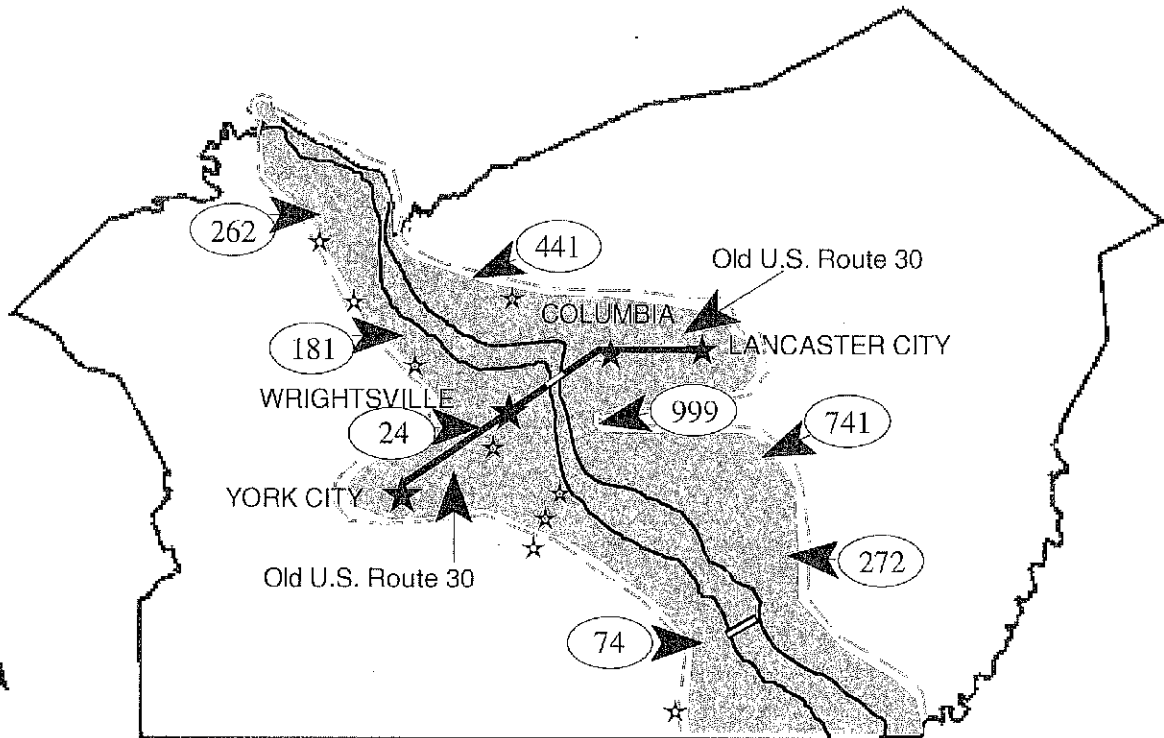 262
441
Old U.S. Route 30
COLUMBIA
181
LANCASTER CITY
WRIGHTSVILLE
999
741
24
YORK CITY
272
Old U.S. Route 30
74